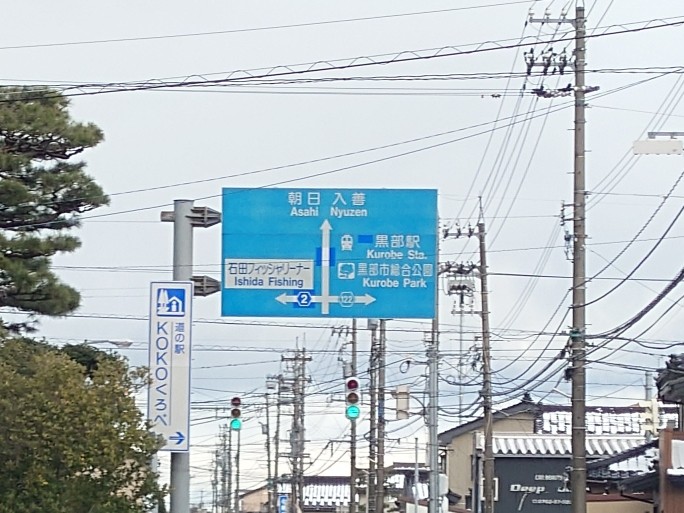 朝日 入善
Asahi Nyuzen
黒部駅
Kurobe Sta.
石田フィッシャリーナー
Ishida Fishing
黒部市総合公園
Kurobe Park
2
122
道の駅
KOKOくろべ
Deep